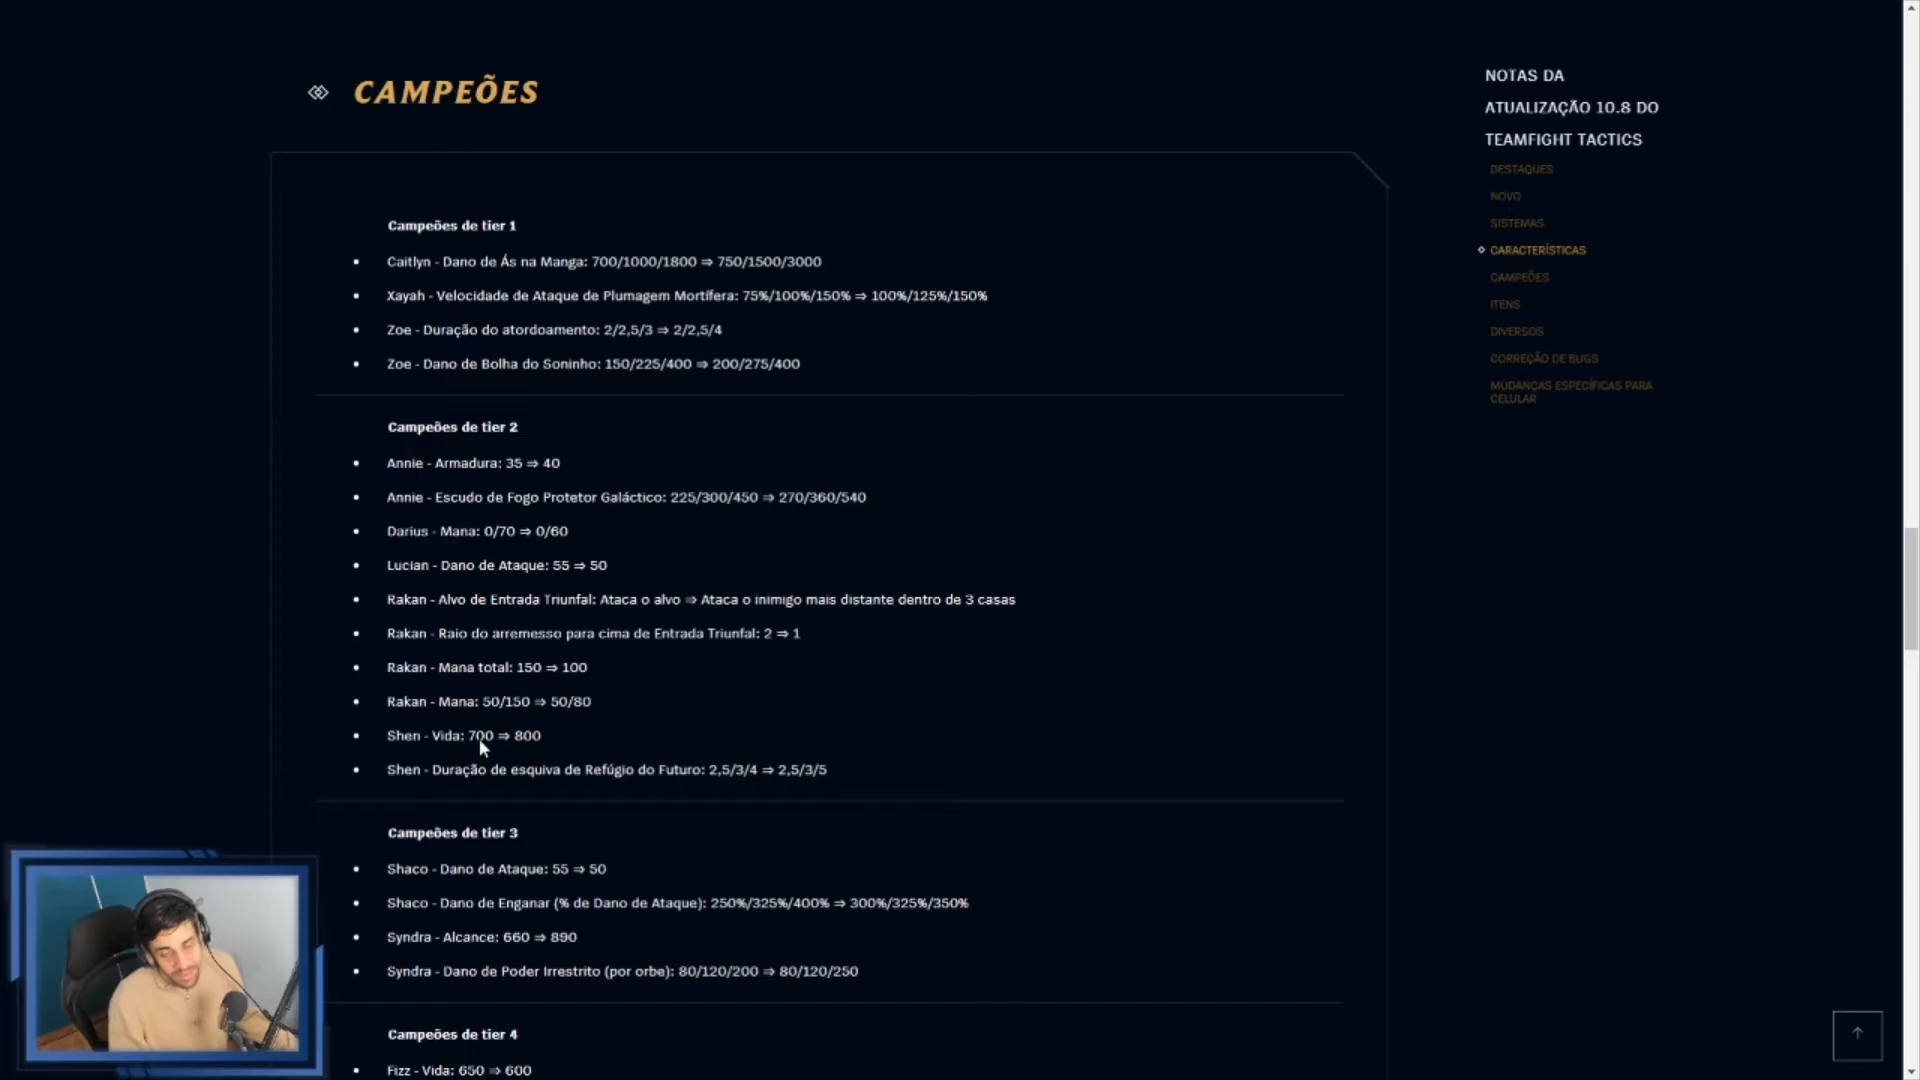 CAMPEÕES
Campeões de tier 1
Caitlyn - Dano de Ás na Manga: 700/1000/1800 ⇒ 750/1500/3000
Xayah - Velocidade de Ataque de Plumagem Mortífera: 75%/100%/150% ⇒ 100%/125%/150%
Zoe - Duração do atordoamento: 2/2,5/3 ⇒ 2/2,5/4
Zoe - Dano de Bolha do Soninho: 150/225/400 ⇒ 200/275/400
Campeões de tier 2
Annie - Armadura: 35 ⇒ 40
Annie - Escudo de Fogo Protetor Galáctico: 225/300/450 ⇒ 270/360/540
Darius - Mana: 0/70 ⇒ 0/60
Lucian - Dano de Ataque: 55 ⇒ 50
Rakan - Alvo de Entrada Triunfal: Ataca o alvo ⇒ Ataca o inimigo mais distante dentro de 3 casas
Rakan - Raio do arremesso para cima de Entrada Triunfal: 2 ⇒ 1
Rakan - Mana total: 150 ⇒ 100
Rakan - Mana: 50/150 ⇒ 50/80
Shen - Vida: 700 ⇒ 800
Shen - Duração de esquiva de Refúgio do Futuro: 2,5/3/4 ⇒ 2,5/3/5
Campeões de tier 3
Shaco - Dano de Ataque: 55 ⇒ 50
Shaco - Dano de Enganar (% de Dano de Ataque): 250%/325%/400% ⇒ 300%/325%/350%
Syndra - Alcance: 660 ⇒ 890
Syndra - Dano de Poder Irrestrito (por orbe): 80/120/200 ⇒ 80/120/250
Campeões de tier 4
Fizz - Vida: 650 ⇒ 600
NOTAS DA
ATUALIZAÇÃO 10.8 DO
TEAMFIGHT TACTICS
DESTAQUES
NOVO
SISTEMAS
CARACTERÍSTICAS
CAMPEÕES
ITENS
DIVERSOS
CORREÇÃO DE BUGS
MUDANÇAS ESPECÍFICAS PARA
CELULAR